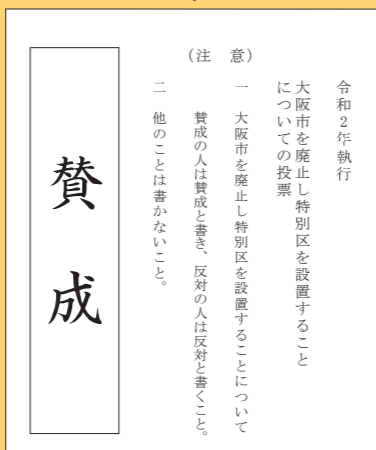 令和2年執行
大阪市を廃止し特別区を設置すること
についての投票
(注　意)
一　大阪市を廃止し特別区を設置することについて
賛成の人は賛成と書き、反対の人は反対と書くこと。
二　他のことは書かないこと。
賛成